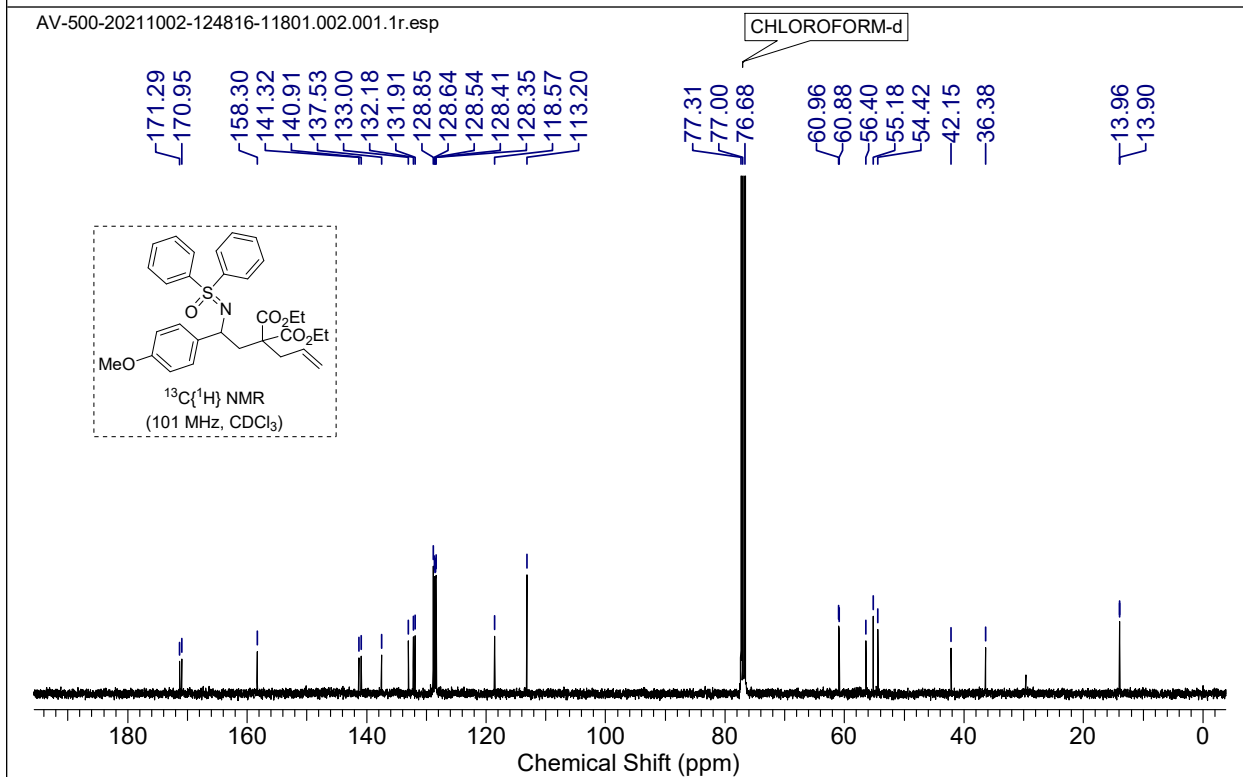 AV-500-20211002-124816-11801.002.001.1r.esp
CHLOROFORM-d
171.29
170.95
158.30
141.32
140.91
137.53
133.00
132.18
131.91
128.85
128.64
128.54
128.41
128.35
118.57
113.20
77.31
77.00
76.68
60.96
60.88
56.40
55.18
54.42
42.15
36.38
13.96
13.90
S
O
N
CO₂Et
CO₂Et
MeO
¹³C{¹H} NMR
(101 MHz, CDCl₃)
180 160 140 120 100 80 60 40 20 0
Chemical Shift (ppm)